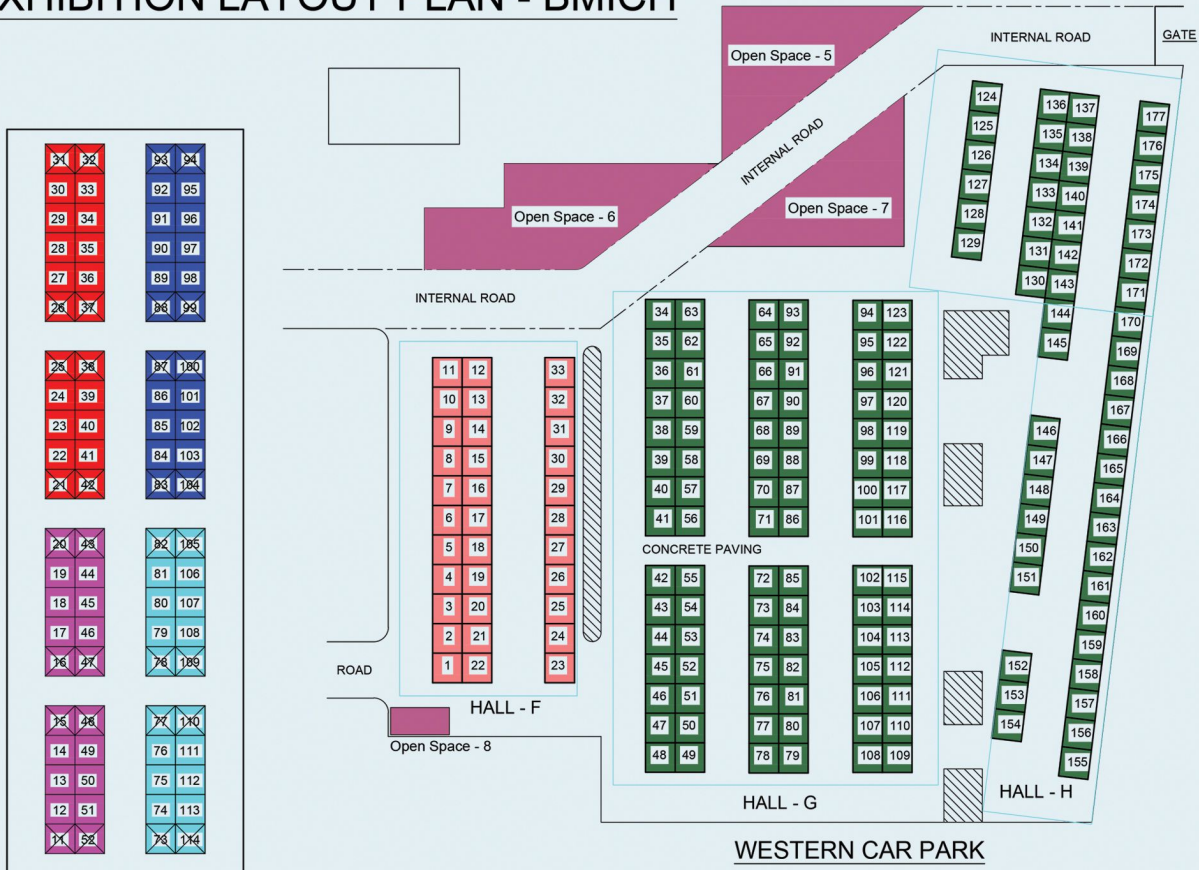 XHIBITION LAYOUT PLAN - BMICH
INTERNAL ROAD
GATE
Open Space - 5
INTERNAL ROAD
Open Space - 6
Open Space - 7
INTERNAL ROAD
31 32 93 94
30 33 92 95
29 34 91 96
28 35 90 97
27 36 89 98
26 37 88 99
25 38 87 100
24 39 86 101
23 40 85 102
22 41 84 103
21 42 83 104
20 43 82 105
19 44 81 106
18 45 80 107
17 46 79 108
16 47 78 109
15 48 77 110
14 49 76 111
13 50 75 112
12 51 74 113
11 52 73 114
11 12 33
10 13 32
9 14 31
8 15 30
7 16 29
6 17 28
5 18 27
4 19 26
3 20 25
2 21 24
1 22 23
HALL - F
ROAD
Open Space - 8
34 63 64 93 94 123
35 62 65 92 95 122
36 61 66 91 96 121
37 60 67 90 97 120
38 59 68 89 98 119
39 58 69 88 99 118
40 57 70 87 100 117
41 56 71 86 101 116
CONCRETE PAVING
42 55 72 85 102 115
43 54 73 84 103 114
44 53 74 83 104 113
45 52 75 82 105 112
46 51 76 81 106 111
47 50 77 80 107 110
48 49 78 79 108 109
HALL - G
124
125
126
127
128
129
136 137
135 138
134 139
133 140
132 141
131 142
130 143
144
145
146
147
148
149
150
151
152
153
154
177
176
175
174
173
172
171
170
169
168
167
166
165
164
163
162
161
160
159
158
157
156
155
HALL - H
WESTERN CAR PARK